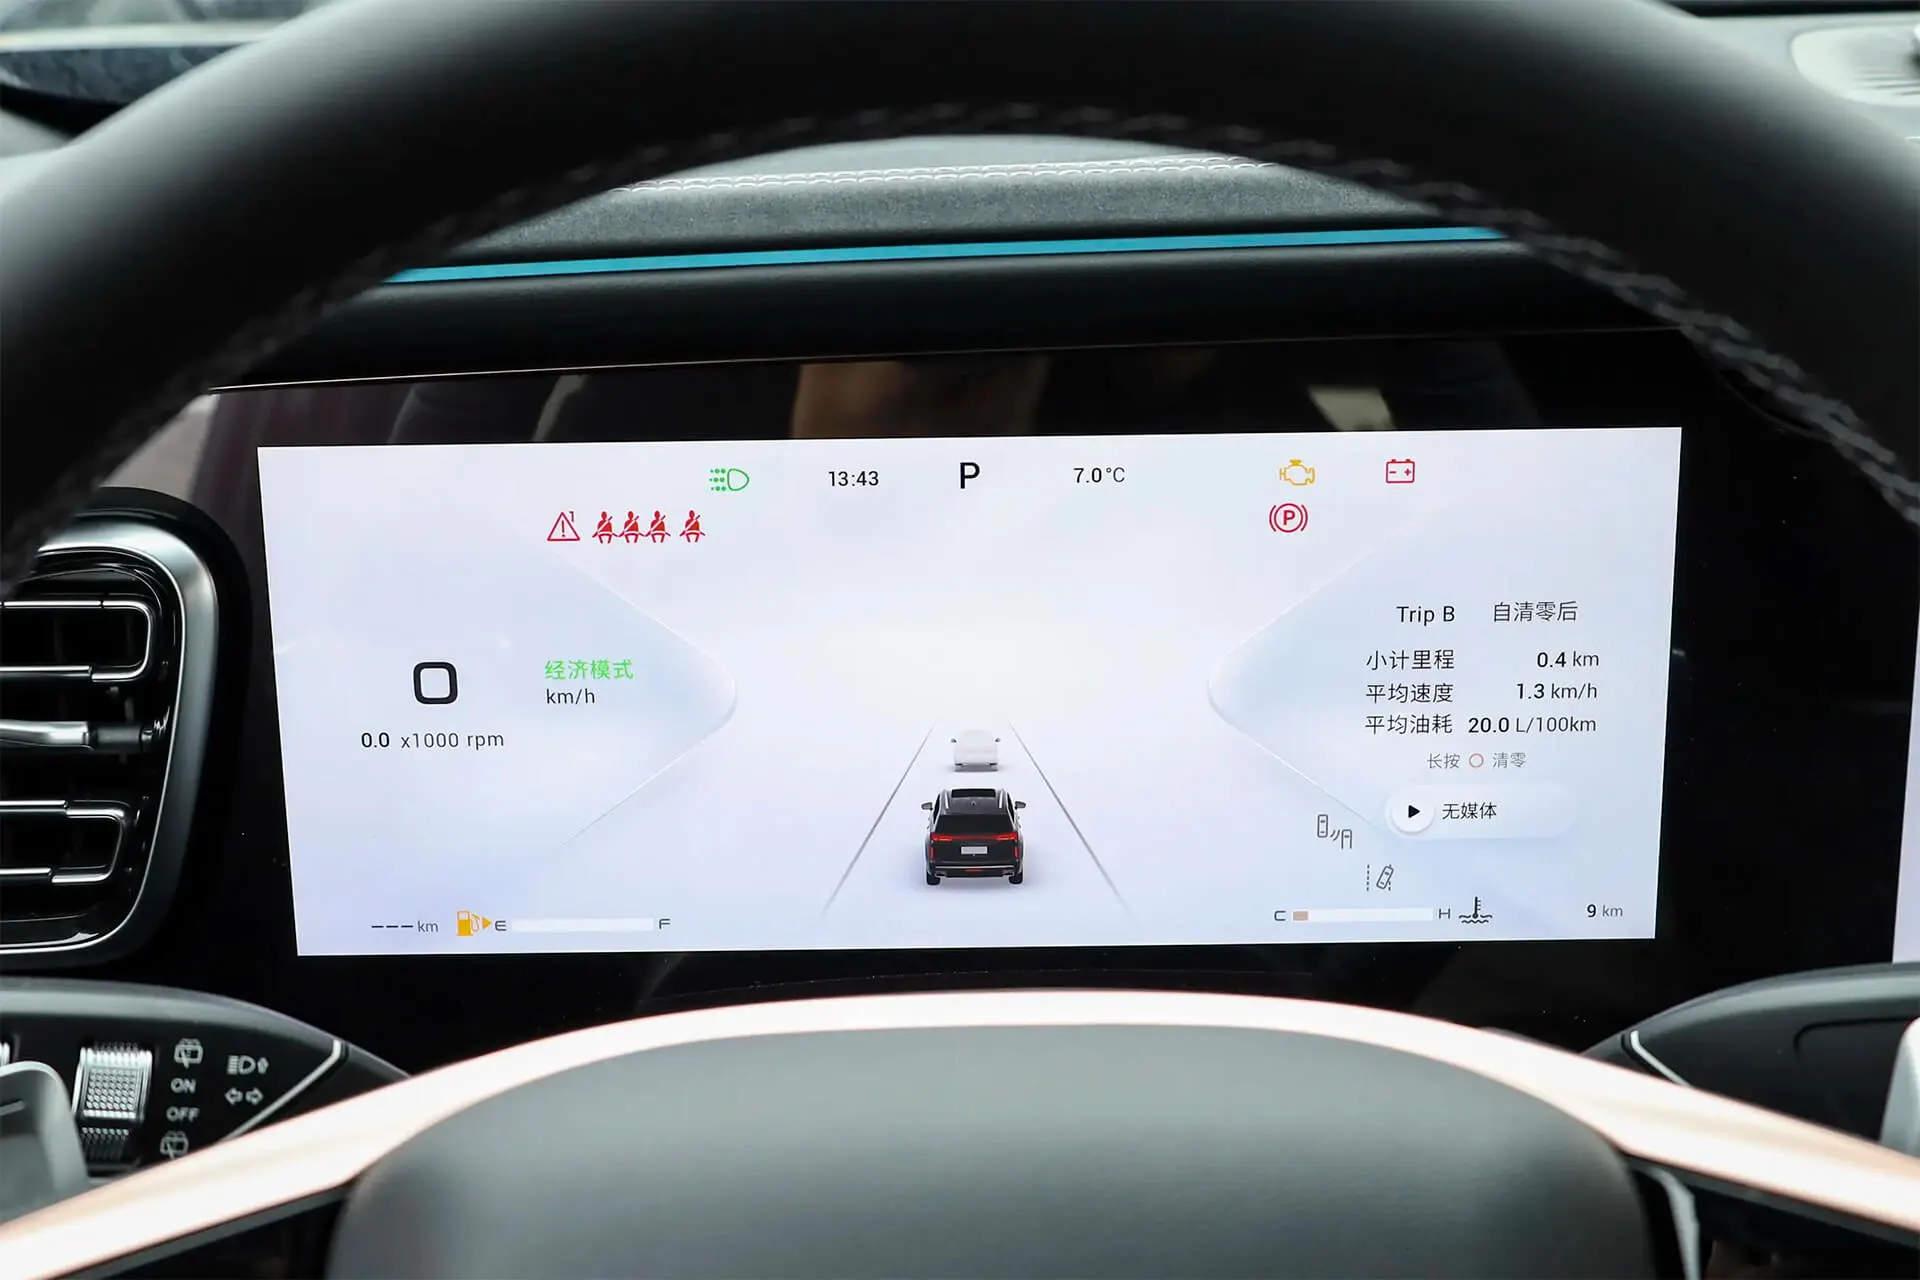 13:43
P
7.0°C
1
P
Trip B 自清零后
小计里程 0.4 km
平均速度 1.3 km/h
平均油耗 20.0 L/100km
长按 清零
无媒体
0
经济模式
km/h
0.0 x1000 rpm
--- km
E F
C H
9 km
ON
OFF